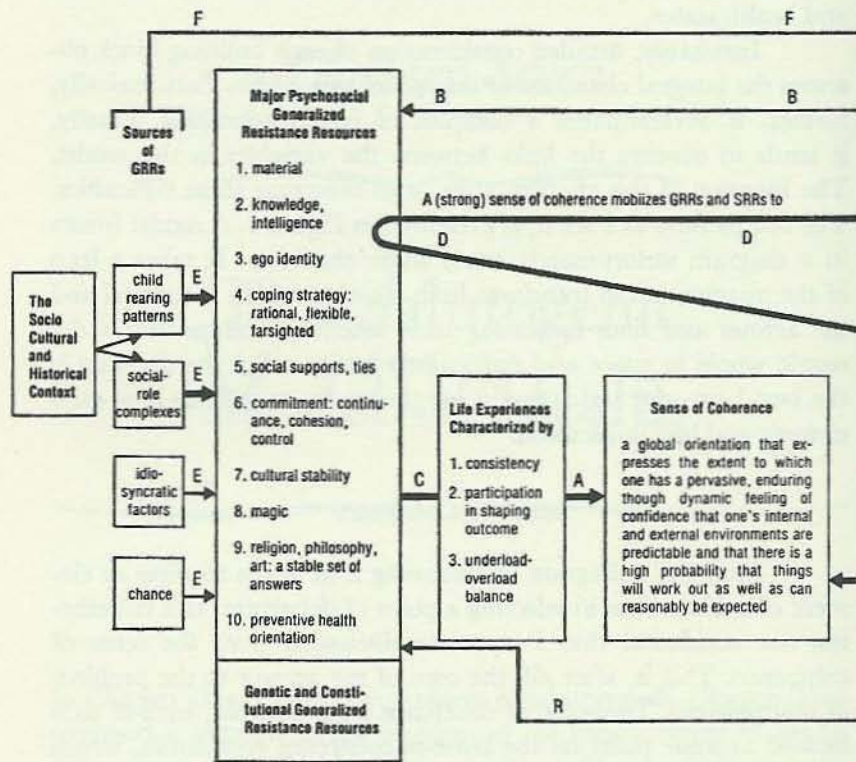 and health status.
F
F
Major Psychosocial
Generalized
Resistance Resources
B
B
Sources
of
GRRs
1. material
2. knowledge,
intelligence
A (strong) sense of coherence mobilizes GRRs and SRRs to
D
D
3. ego identity
4. coping strategy:
rational, flexible,
farsighted
5. social supports, ties
6. commitment: continu-
ance, cohesion,
control
7. cultural stability
8. magic
9. religion, philosophy,
art: a stable set of
answers
10. preventive health
orientation
Genetic and Consti-
tutional Generalized
Resistance Resources
The
Socio
Cultural
and
Historical
Context
child
rearing
patterns
E
social-
role
complexes
E
idio-
syncratic
factors
E
chance
C
Life Experiences
Characterized by
1. consistency
2. participation
in shaping
outcome
3. underload-
overload
balance
A
Sense of Coherence
a global orientation that ex-
presses the extent to which
one has a pervasive, enduring
though dynamic feeling of
confidence that one's internal
and external environments are
predictable and that there is a
high probability that things
will work out as well as can
reasonably be expected
R